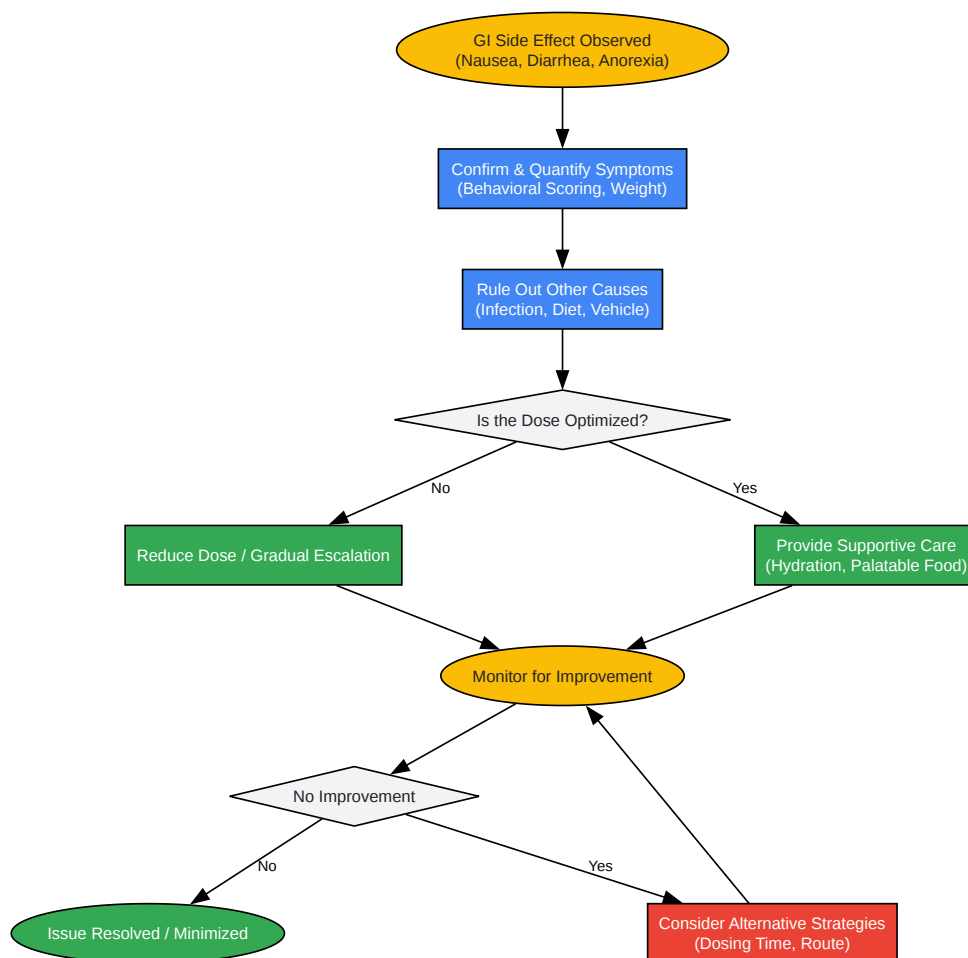 GI Side Effect Observed
(Nausea, Diarrhea, Anorexia)
Confirm & Quantify Symptoms
(Behavioral Scoring, Weight)
Rule Out Other Causes
(Infection, Diet, Vehicle)
Is the Dose Optimized?
No
Yes
Reduce Dose / Gradual Escalation
Provide Supportive Care
(Hydration, Palatable Food)
Monitor for Improvement
No Improvement
No
Yes
Issue Resolved / Minimized
Consider Alternative Strategies
(Dosing Time, Route)